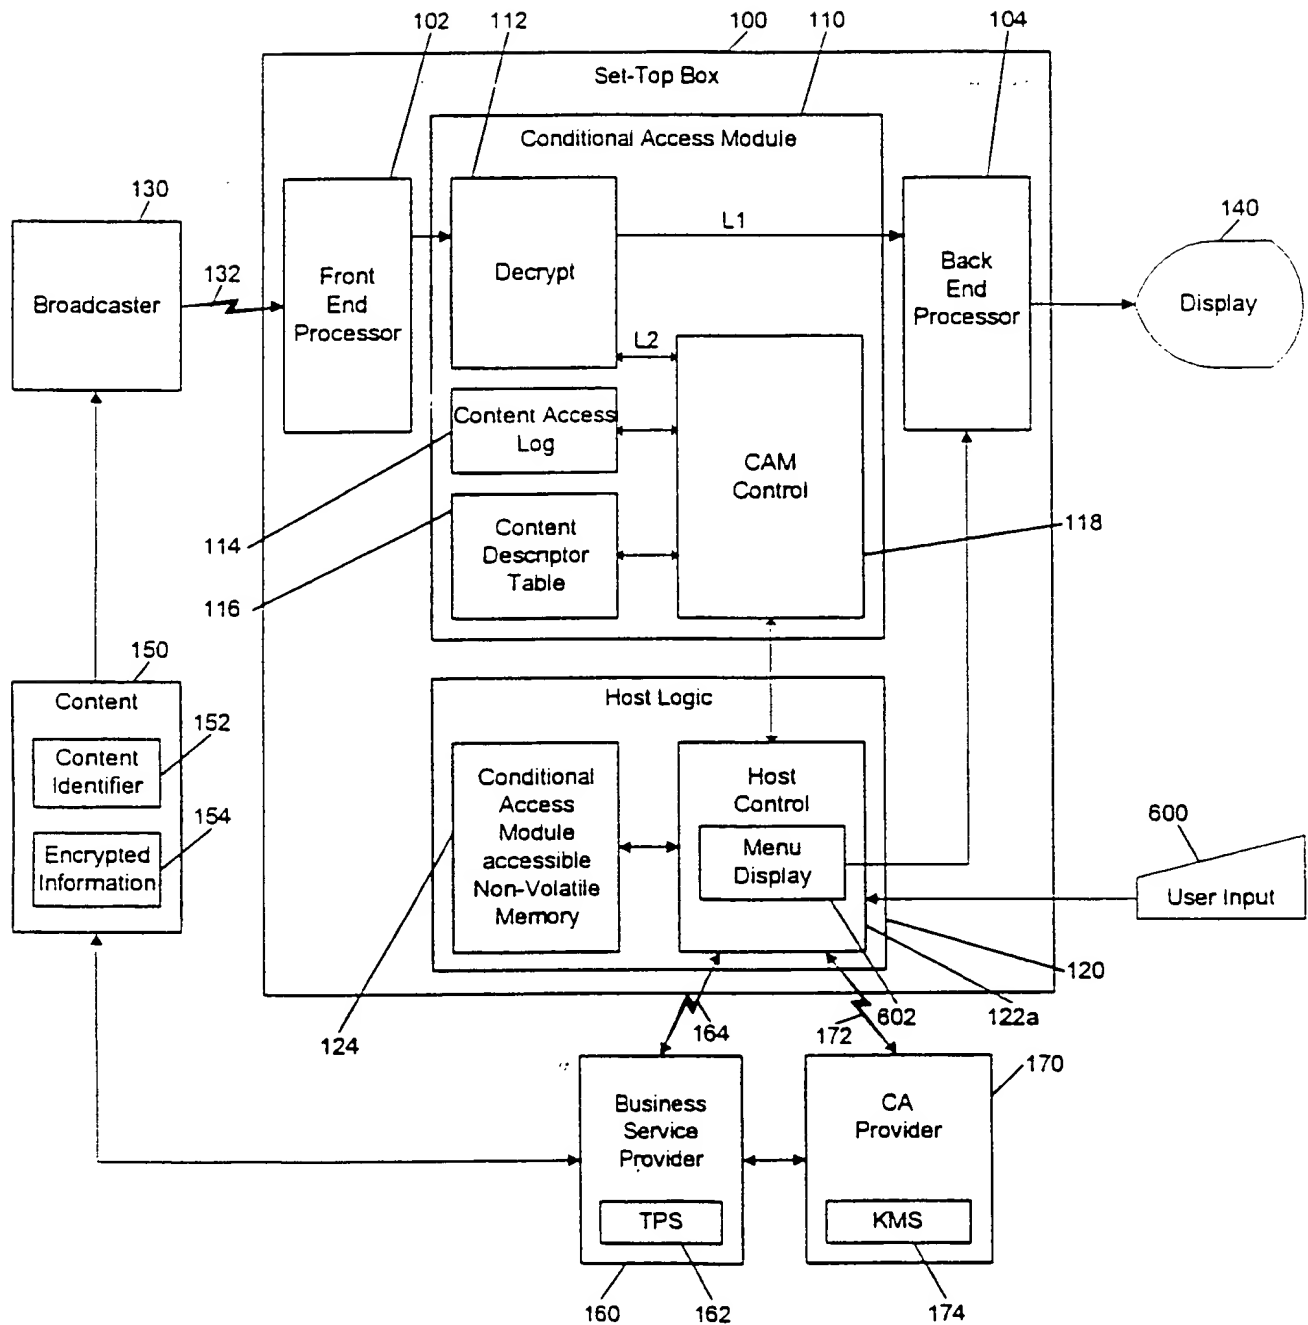 102
112
100
110
104
Set-Top Box
Conditional Access Module
130
140
L1
Broadcaster
132
Front
End
Processor
Decrypt
Back
End
Processor
Display
L2
Content Access
Log
CAM
Control
114
116
Content
Descriptor
Table
118
150
Content
152
Content
Identifier
154
Encrypted
Information
Host Logic
Conditional
Access
Module
accessible
Non-Volatile
Memory
Host
Control
Menu
Display
600
User Input
120
124
164
172
602
122a
170
Business
Service
Provider
CA
Provider
TPS
KMS
160
162
174